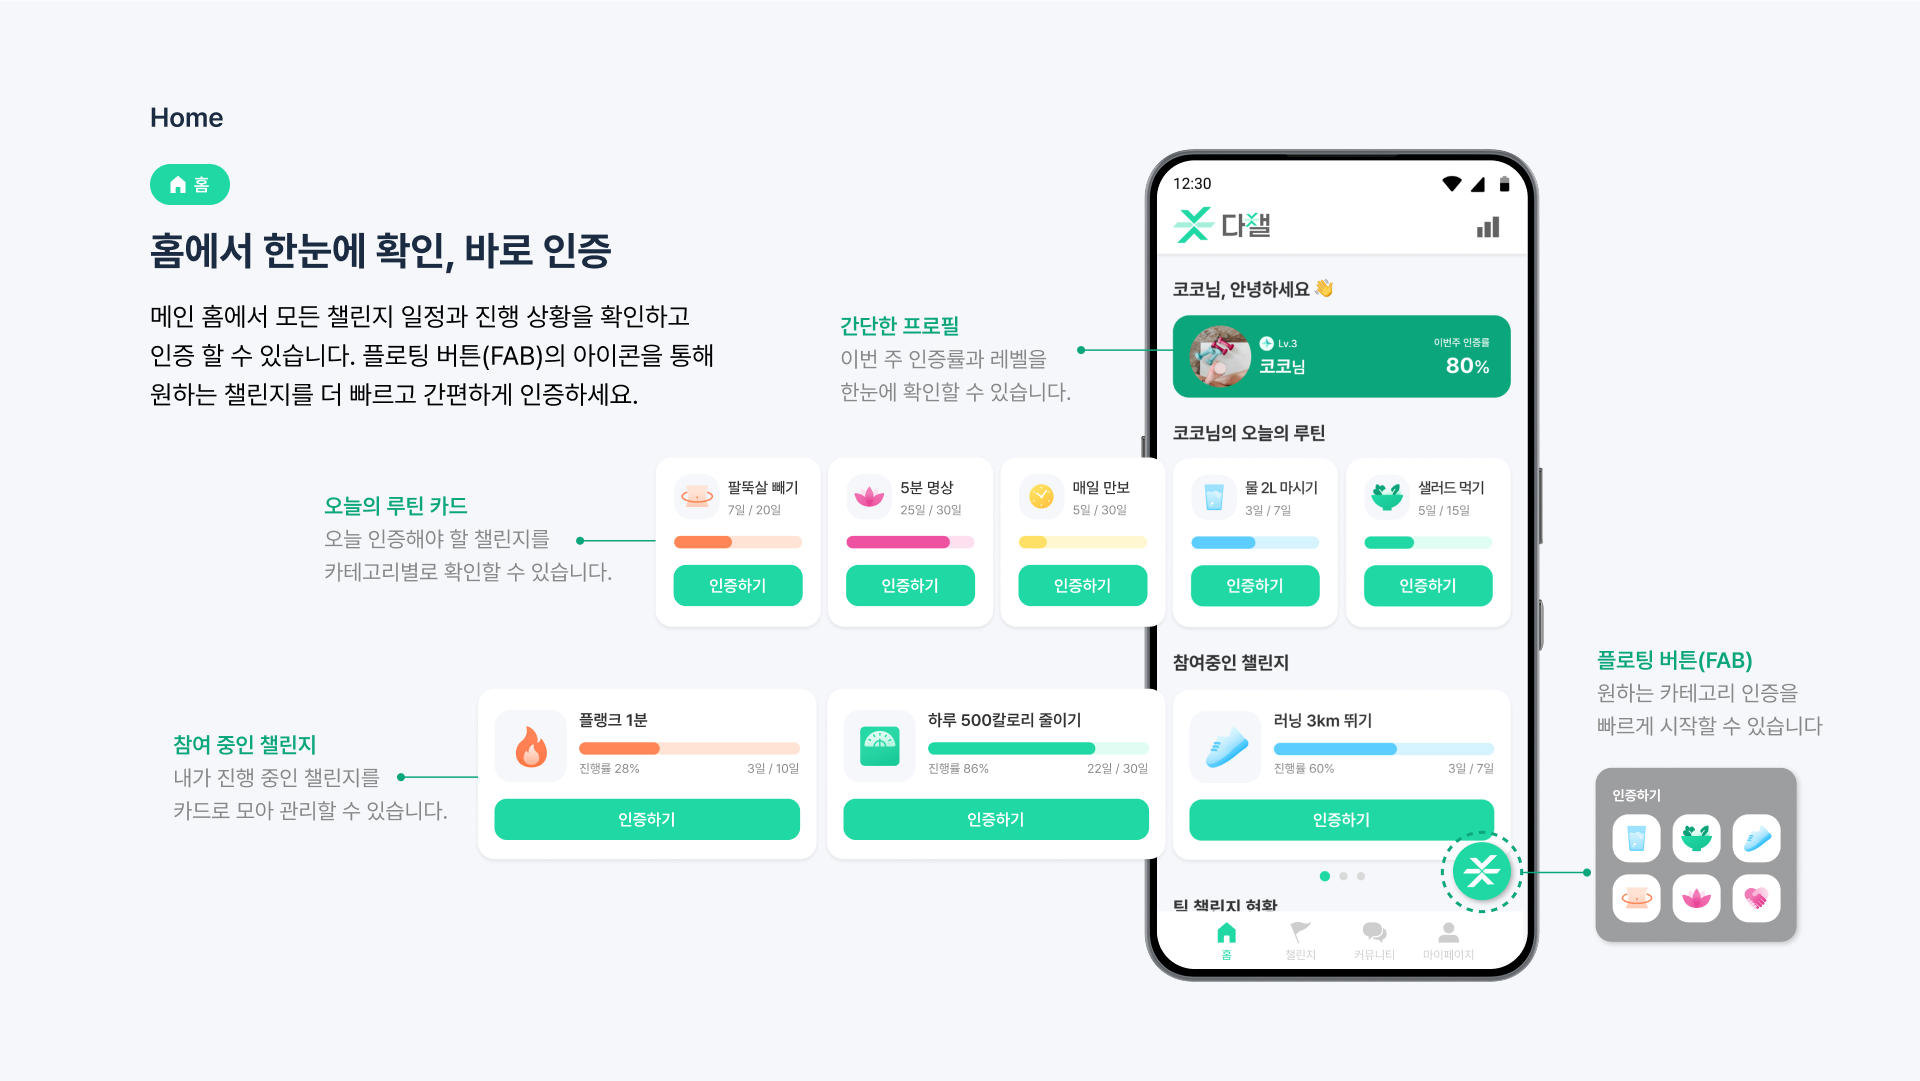 Home
홈
홈에서 한눈에 확인, 바로 인증
메인 홈에서 모든 챌린지 일정과 진행 상황을 확인하고
인증 할 수 있습니다. 플로팅 버튼(FAB)의 아이콘을 통해
원하는 챌린지를 더 빠르고 간편하게 인증하세요.
간단한 프로필
이번 주 인증률과 레벨을
한눈에 확인할 수 있습니다.
오늘의 루틴 카드
오늘 인증해야 할 챌린지를
카테고리별로 확인할 수 있습니다.
참여 중인 챌린지
내가 진행 중인 챌린지를
카드로 모아 관리할 수 있습니다.
12:30
다챌
코코님, 안녕하세요 👋
Lv.3
코코님
이번주 인증률
80%
코코님의 오늘의 루틴
팔뚝살 빼기
7일 / 20일
인증하기
5분 명상
25일 / 30일
인증하기
매일 만보
5일 / 30일
인증하기
물 2L 마시기
3일 / 7일
인증하기
샐러드 먹기
5일 / 15일
인증하기
참여중인 챌린지
플랭크 1분
진행률 28%
3일 / 10일
인증하기
하루 500칼로리 줄이기
진행률 86%
22일 / 30일
인증하기
러닝 3km 뛰기
진행률 60%
3일 / 7일
인증하기
팀 챌린지 현황
홈
챌린지
커뮤니티
마이페이지
플로팅 버튼(FAB)
원하는 카테고리 인증을
빠르게 시작할 수 있습니다
인증하기